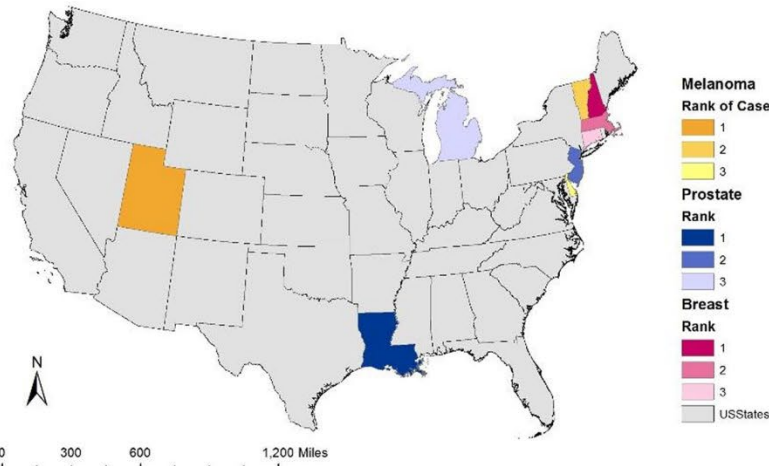 Melanoma
Rank of Case
1
2
3
Prostate
Rank
1
2
3
Breast
Rank
1
2
3
USStates
N
0 300 600 1,200 Miles